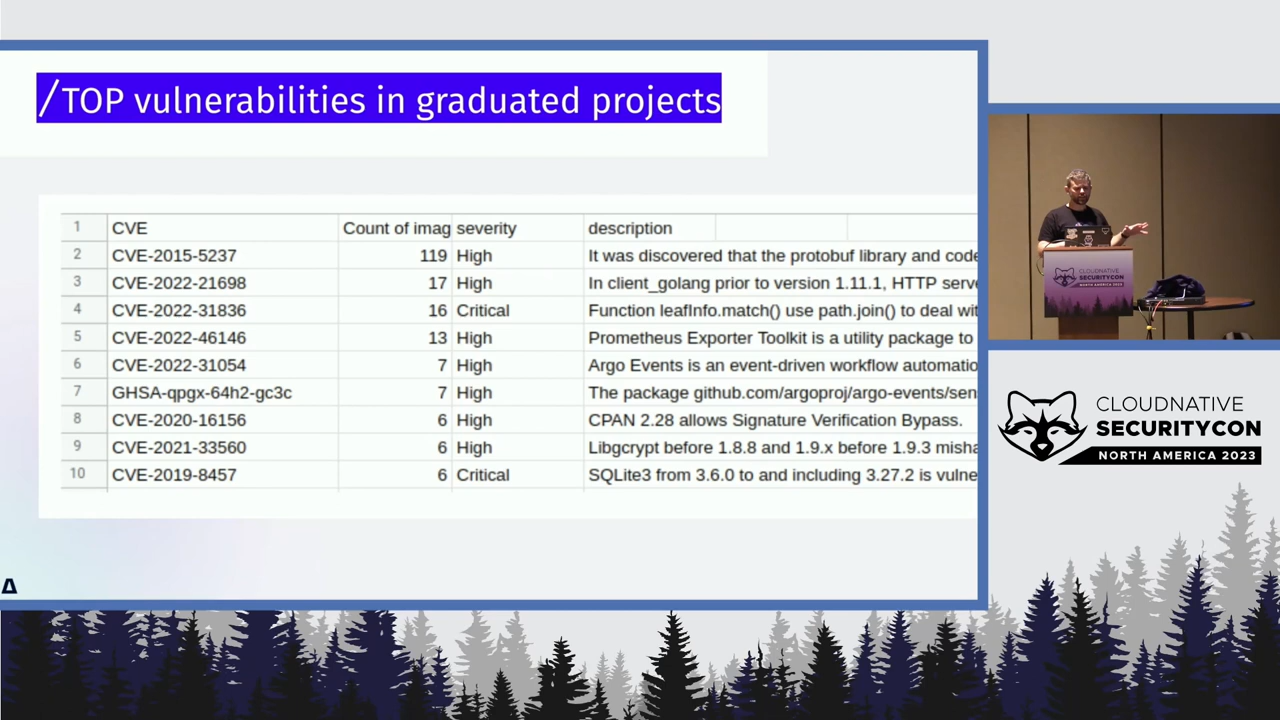 /TOP vulnerabilities in graduated projects
1 CVE Count of imag severity description
2 CVE-2015-5237 119 High It was discovered that the protobuf library and code
3 CVE-2022-21698 17 High In client_golang prior to version 1.11.1, HTTP serve
4 CVE-2022-31836 16 Critical Function leafInfo.match() use path.join() to deal wit
5 CVE-2022-46146 13 High Prometheus Exporter Toolkit is a utility package to
6 CVE-2022-31054 7 High Argo Events is an event-driven workflow automatio
7 GHSA-qpgx-64h2-gc3c 7 High The package github.com/argoproj/argo-events/sen
8 CVE-2020-16156 6 High CPAN 2.28 allows Signature Verification Bypass.
9 CVE-2021-33560 6 High Libgcrypt before 1.8.8 and 1.9.x before 1.9.3 misha
10 CVE-2019-8457 6 Critical SQLite3 from 3.6.0 to and including 3.27.2 is vulne
CLOUDNATIVE
SECURITYCON
NORTH AMERICA 2023
CLOUDNATIVE
SECURITYCON
NORTH AMERICA 2023